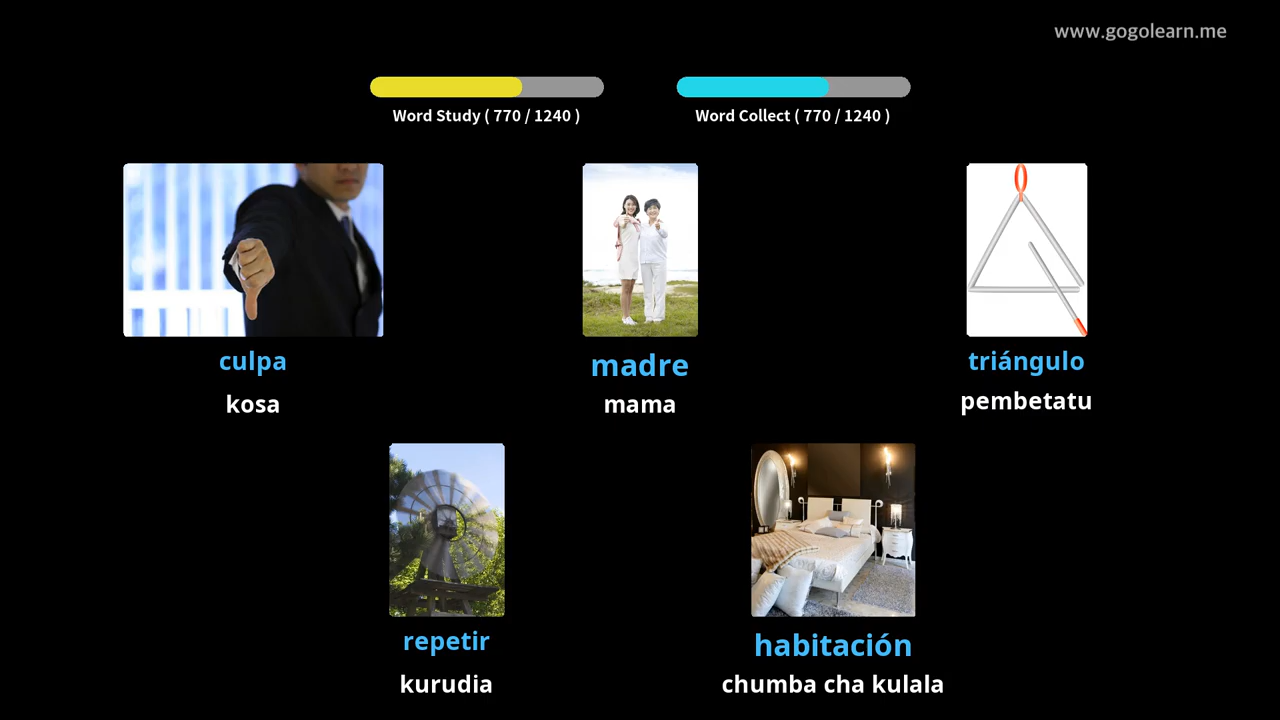 www.gogolearn.me
Word Study ( 770 / 1240 )
Word Collect ( 770 / 1240 )
culpa
kosa
madre
mama
triángulo
pembetatu
repetir
kurudia
habitación
chumba cha kulala